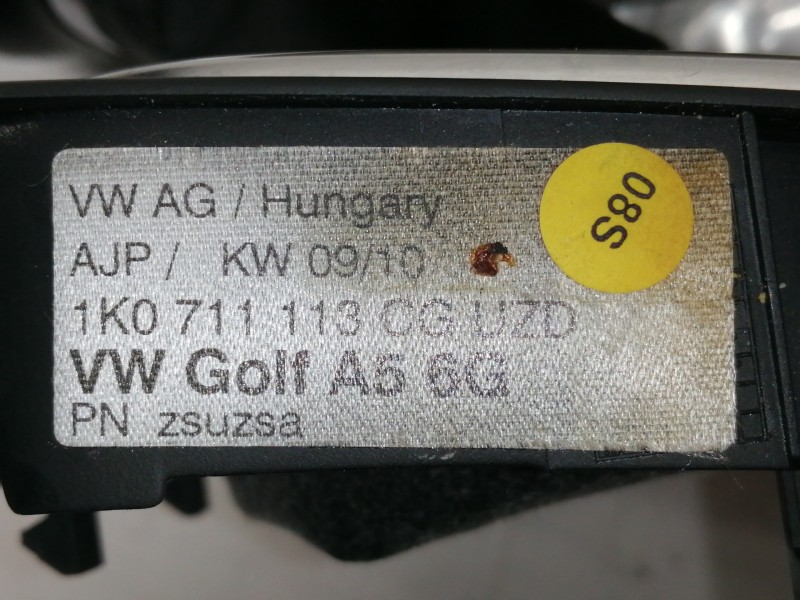 VW AG / Hungary
AJP / KW 09/10
1K0 711 113 CG UZD
VW Golf A5 6G
PN zsuzsa
S80